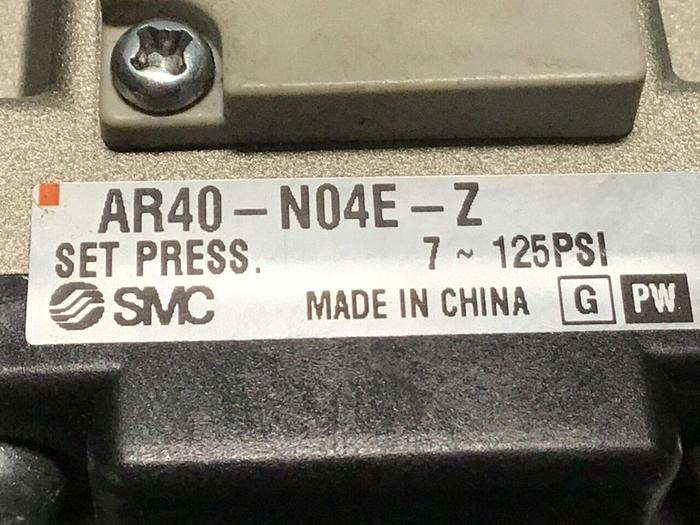 AR40-N04E-Z
SET PRESS. 7 ~ 125PSI
SMC MADE IN CHINA G PW